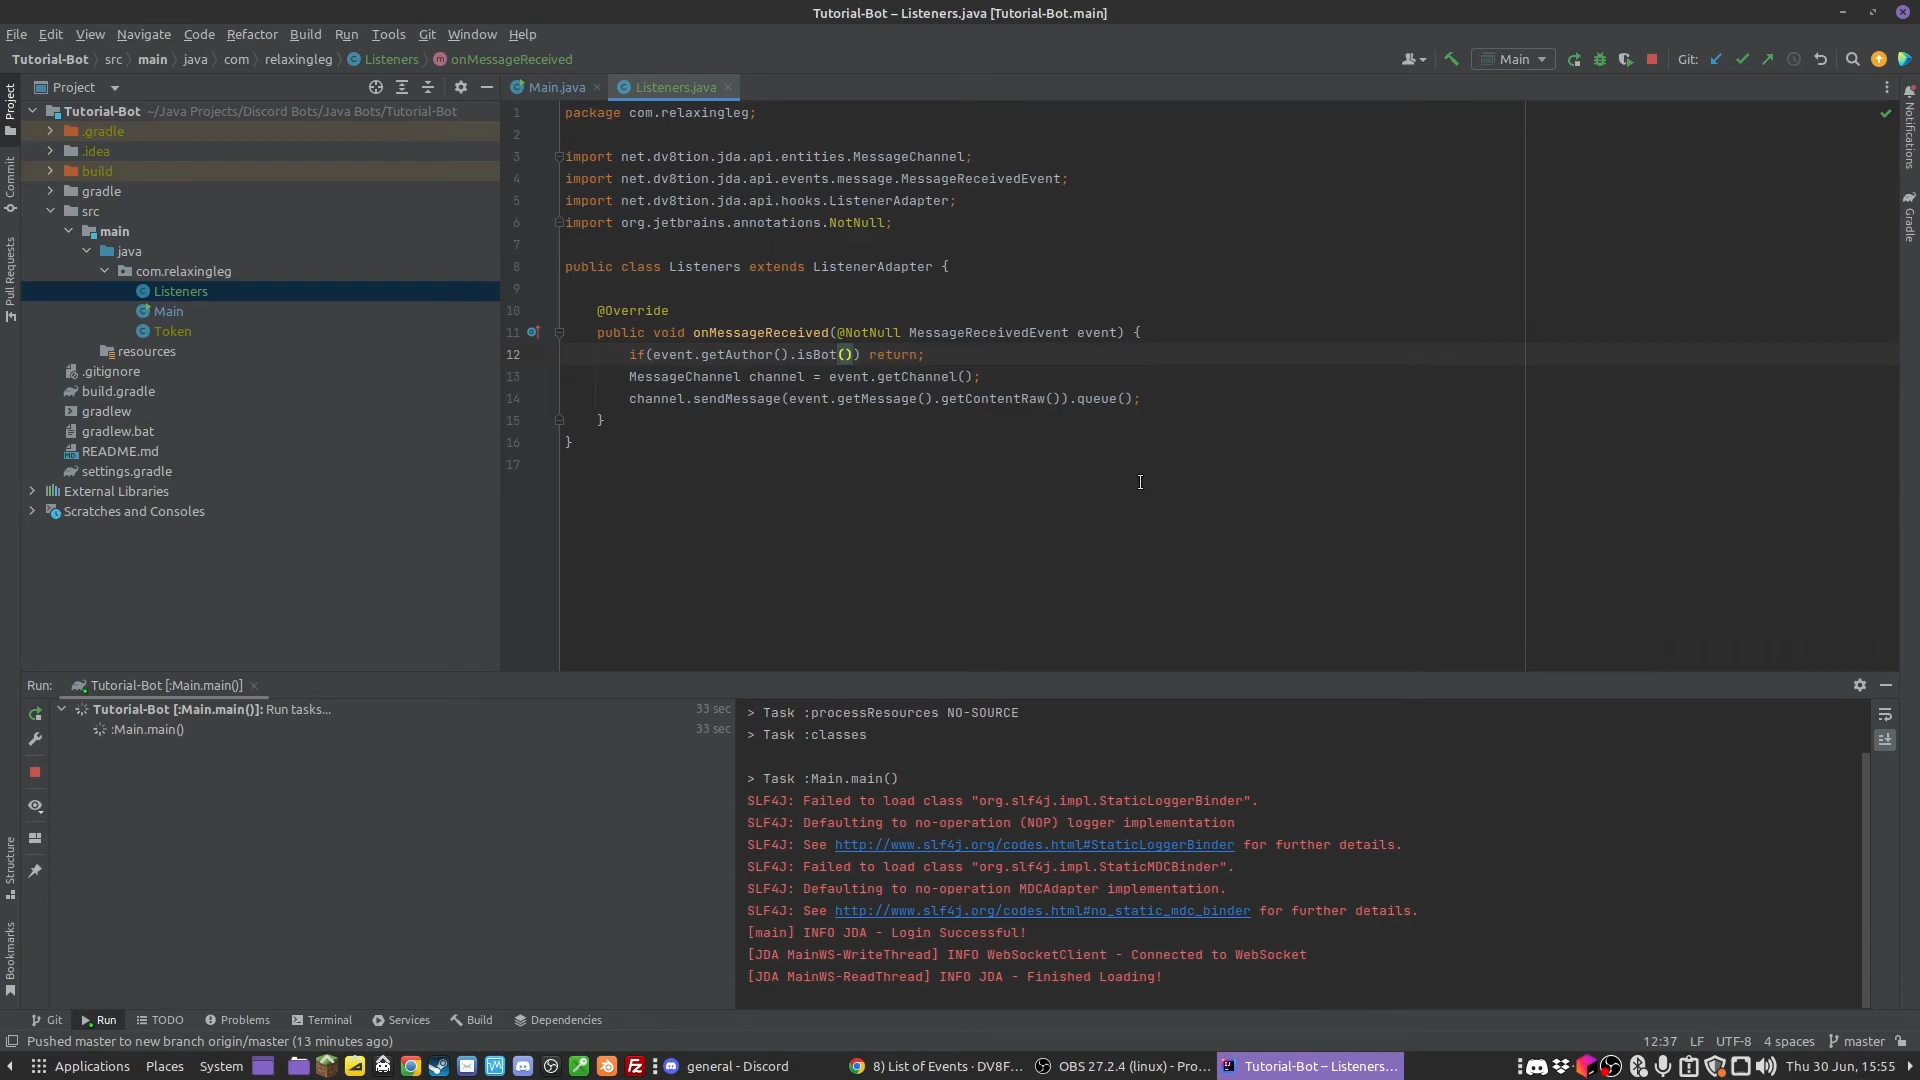 Tutorial-Bot – Listeners.java [Tutorial-Bot.main]
File Edit View Navigate Code Refactor Build Run Tools Git Window Help
Tutorial-Bot src main java com relaxingleg Listeners onMessageReceived
Main
Git:
Project
Main.java
Listeners.java
Project
Commit
Pull Requests
Structure
Bookmarks
Notifications
Gradle
Tutorial-Bot ~/Java Projects/Discord Bots/Java Bots/Tutorial-Bot
.gradle
.idea
build
gradle
src
main
java
com.relaxingleg
Listeners
Main
Token
resources
.gitignore
build.gradle
gradlew
gradlew.bat
README.md
settings.gradle
External Libraries
Scratches and Consoles
1 package com.relaxingleg;
2
3 import net.dv8tion.jda.api.entities.MessageChannel;
4 import net.dv8tion.jda.api.events.message.MessageReceivedEvent;
5 import net.dv8tion.jda.api.hooks.ListenerAdapter;
6 import org.jetbrains.annotations.NotNull;
7
8 public class Listeners extends ListenerAdapter {
9
10 @Override
11 public void onMessageReceived(@NotNull MessageReceivedEvent event) {
12 if(event.getAuthor().isBot()) return;
13 MessageChannel channel = event.getChannel();
14 channel.sendMessage(event.getMessage().getContentRaw()).queue();
15 }
16 }
17
Run: Tutorial-Bot [:Main.main()]
Tutorial-Bot [:Main.main()]: Run tasks... 33 sec
:Main.main() 33 sec
> Task :processResources NO-SOURCE
> Task :classes
> Task :Main.main()
SLF4J: Failed to load class "org.slf4j.impl.StaticLoggerBinder".
SLF4J: Defaulting to no-operation (NOP) logger implementation
SLF4J: See http://www.slf4j.org/codes.html#StaticLoggerBinder for further details.
SLF4J: Failed to load class "org.slf4j.impl.StaticMDCBinder".
SLF4J: Defaulting to no-operation MDCAdapter implementation.
SLF4J: See http://www.slf4j.org/codes.html#no_static_mdc_binder for further details.
[main] INFO JDA - Login Successful!
[JDA MainWS-WriteThread] INFO WebSocketClient - Connected to WebSocket
[JDA MainWS-ReadThread] INFO JDA - Finished Loading!
Git Run TODO Problems Terminal Services Build Dependencies
Pushed master to new branch origin/master (13 minutes ago)
12:37 LF UTF-8 4 spaces master
Applications Places System general - Discord 8) List of Events · DV8F... OBS 27.2.4 (linux) - Pro... Tutorial-Bot – Listeners... Thu 30 Jun, 15:55